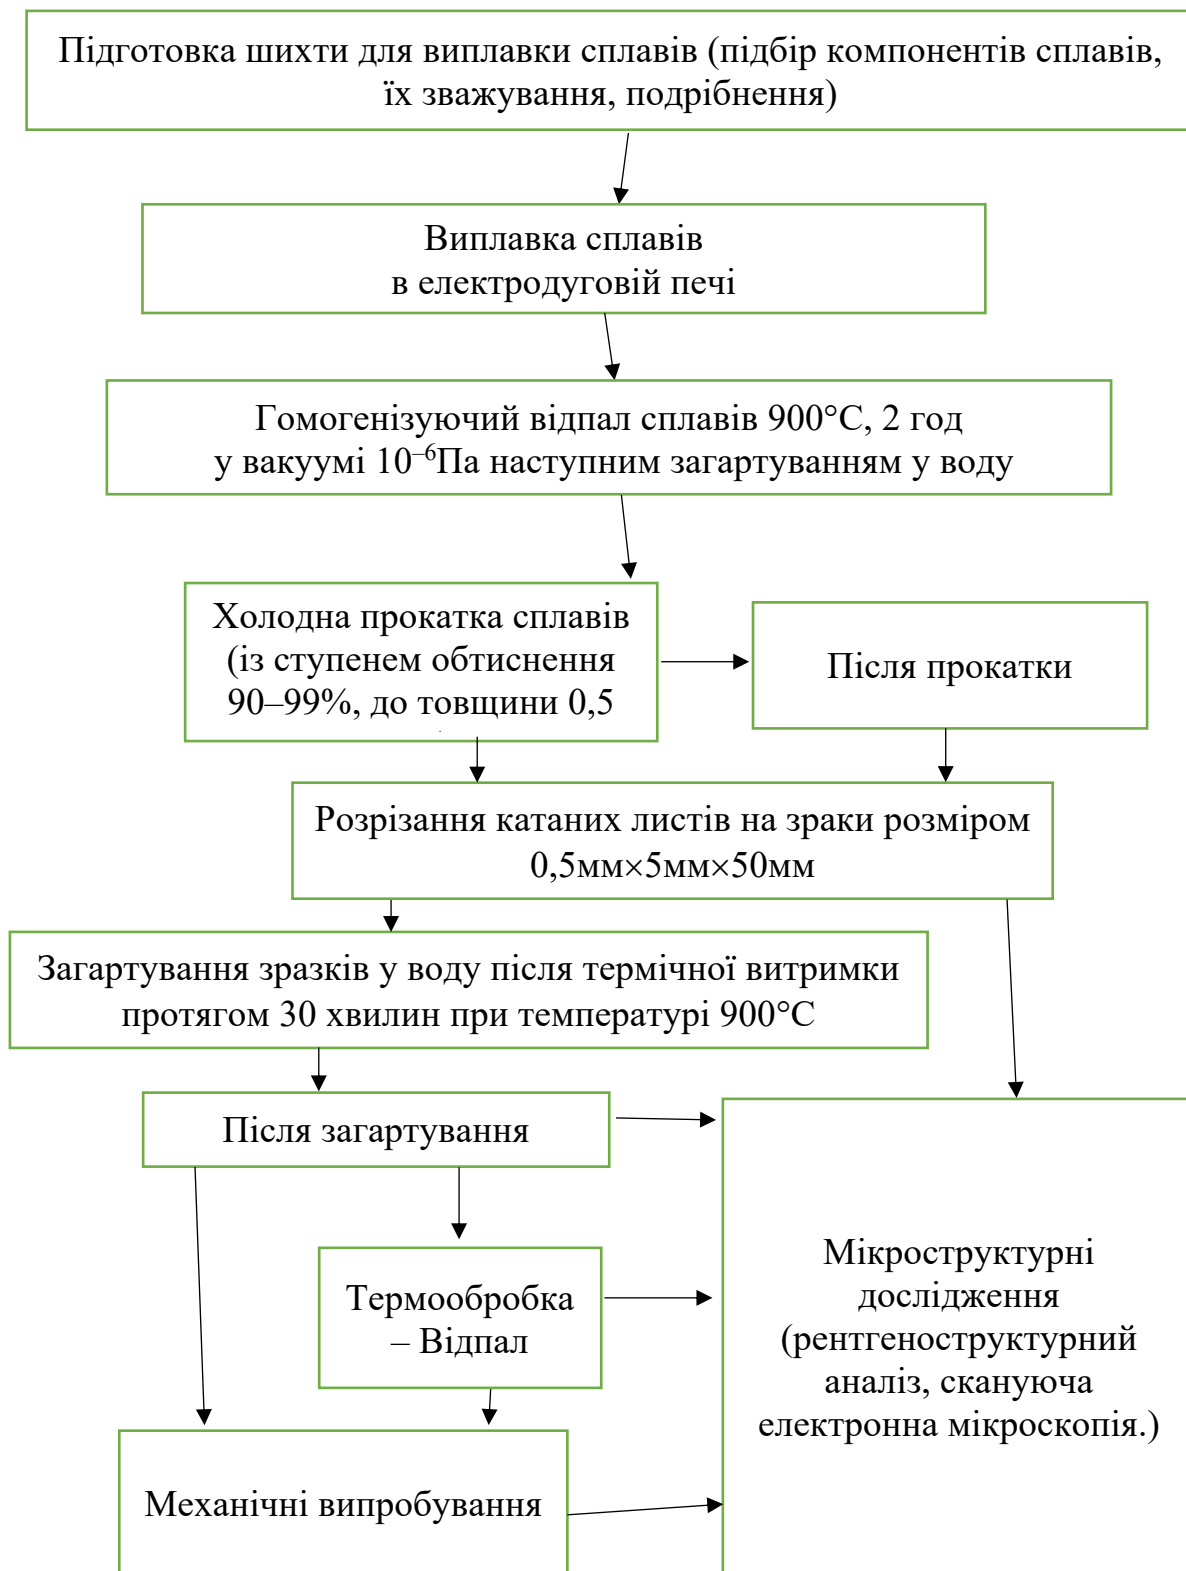 Підготовка шихти для виплавки сплавів (підбір компонентів сплавів,
їх зважування, подрібнення)
Виплавка сплавів
в електродуговій печі
Гомогенізуючий відпал сплавів 900°С, 2 год
у вакуумі 10⁻⁶Па наступним загартуванням у воду
Холодна прокатка сплавів
(із ступенем обтиснення
90–99%, до товщини 0,5
Після прокатки
Розрізання катаних листів на зраки розміром
0,5мм×5мм×50мм
Загартування зразків у воду після термічної витримки
протягом 30 хвилин при температурі 900°С
Після загартування
Термообробка
– Відпал
Мікроструктурні
дослідження
(рентгеноструктурний
аналіз, скануюча
електронна мікроскопія.)
Механічні випробування